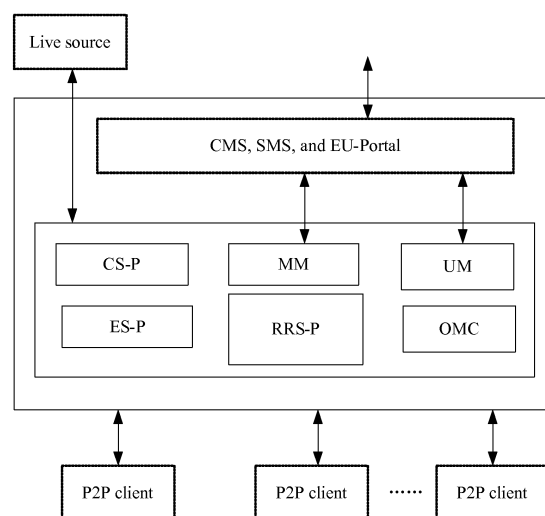 Live source
CMS, SMS, and EU-Portal
CS-P
MM
UM
ES-P
RRS-P
OMC
P2P client
P2P client
……
P2P client